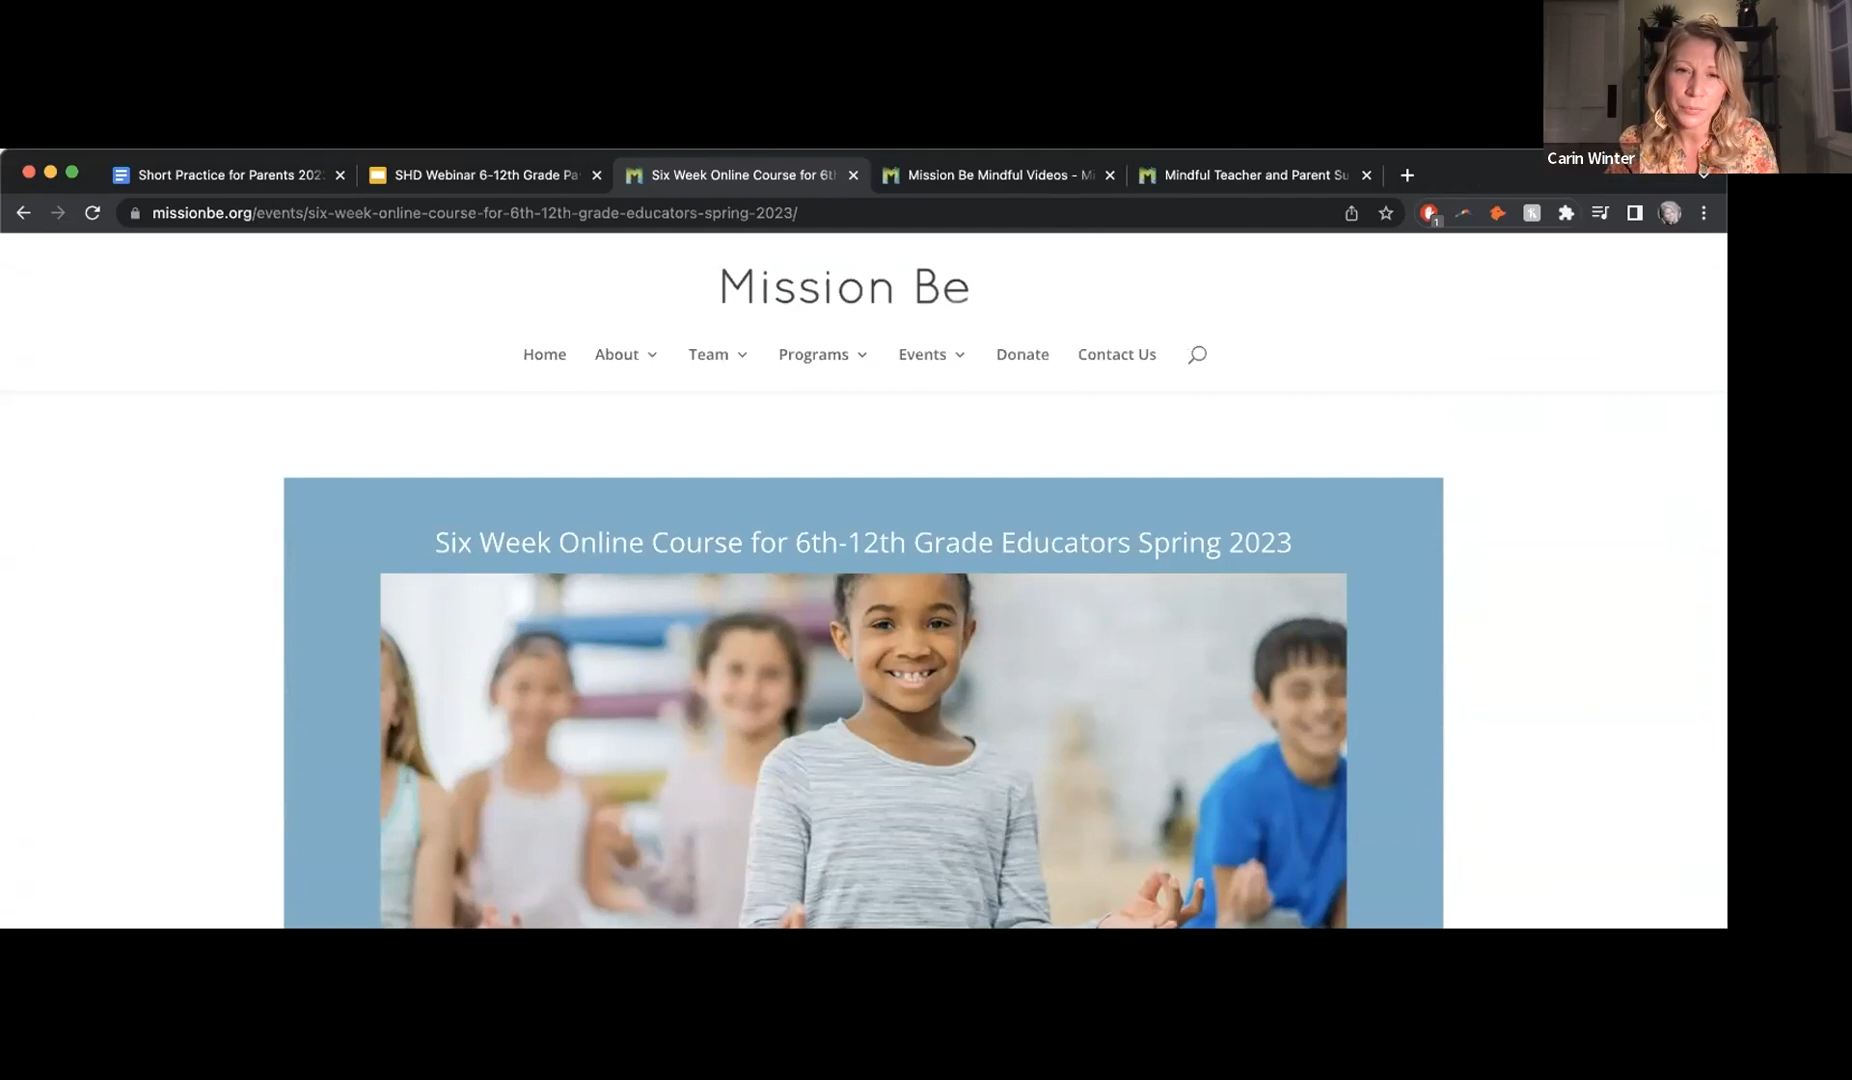 Carin Winter
Short Practice for Parents 202
SHD Webinar 6-12th Grade Pa
Six Week Online Course for 6t
Mission Be Mindful Videos - Mi
Mindful Teacher and Parent Su
missionbe.org/events/six-week-online-course-for-6th-12th-grade-educators-spring-2023/
1
Mission Be
Home About Team Programs Events Donate Contact Us
Six Week Online Course for 6th-12th Grade Educators Spring 2023